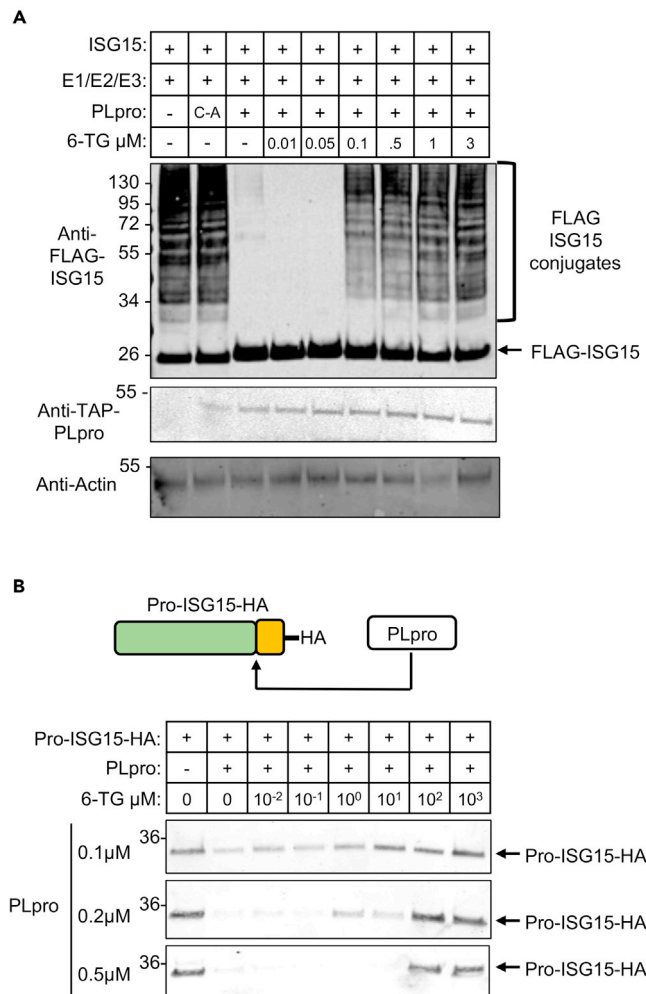 A
ISG15: + + + + + + + + +
E1/E2/E3: + + + + + + + + +
PLpro: - C-A + + + + + + +
6-TG µM: - - - 0.01 0.05 0.1 .5 1 3
130
95
72
55
34
26
Anti-
FLAG-
ISG15
FLAG
ISG15
conjugates
FLAG-ISG15
55
Anti-TAP-
PLpro
55
Anti-Actin
B
Pro-ISG15-HA
HA
PLpro
Pro-ISG15-HA: + + + + + + + +
PLpro: - + + + + + + +
6-TG µM: 0 0 10-2 10-1 10⁰ 10¹ 10² 10³
PLpro
0.1µM 36 Pro-ISG15-HA
0.2µM 36 Pro-ISG15-HA
0.5µM 36 Pro-ISG15-HA